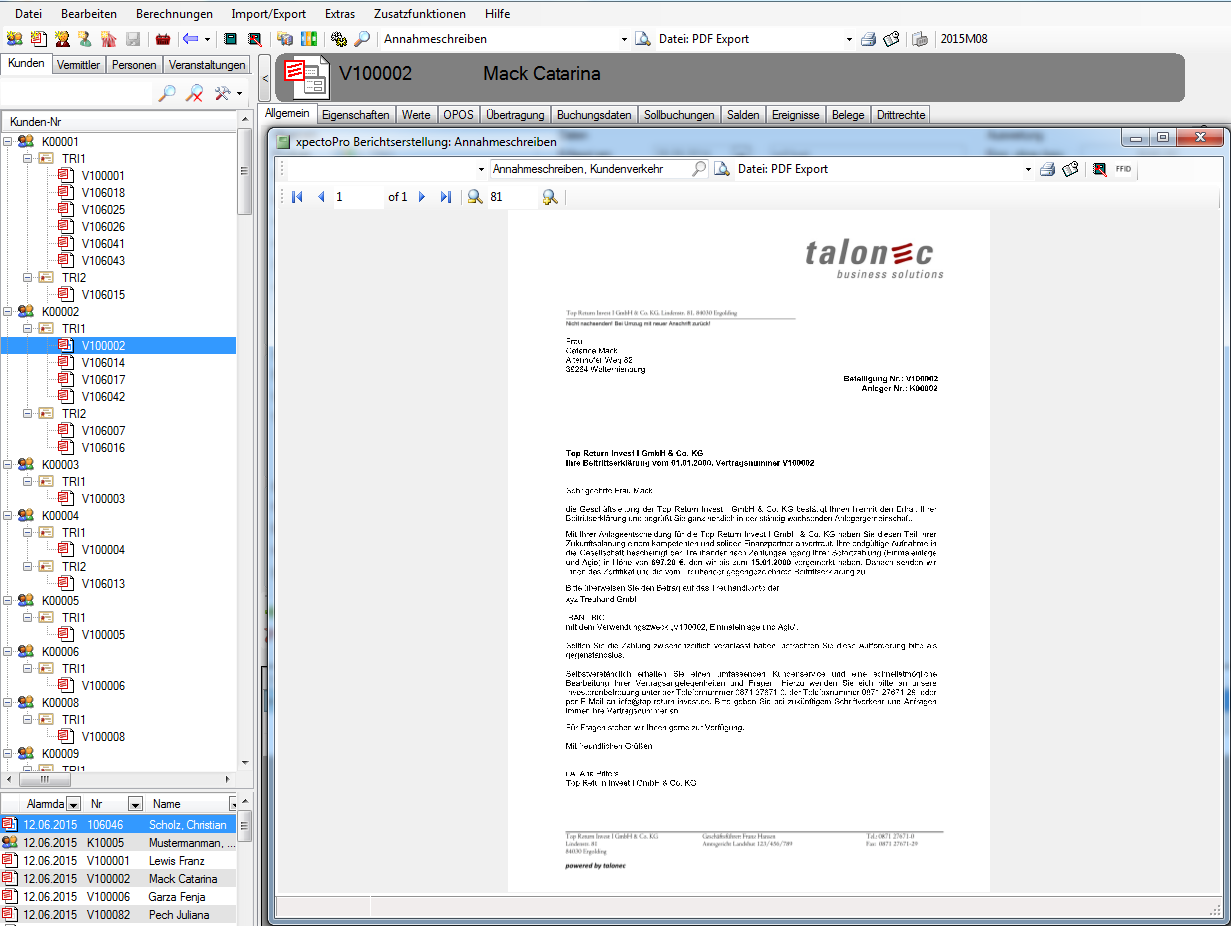 Datei Bearbeiten Berechnungen Import/Export Extras Zusatzfunktionen Hilfe
Annahmeschreiben Datei: PDF Export 2015M08
Kunden Vermittler Personen Veranstaltungen
V100002 Mack Catarina
Allgemein Eigenschaften Werte OPOS Übertragung Buchungsdaten Sollbuchungen Salden Ereignisse Belege Drittrechte
Kunden-Nr
K00001
TRI1
V100001
V106018
V106025
V106026
V106041
V106043
TRI2
V106015
K00002
TRI1
V100002
V106014
V106017
V106042
TRI2
V106007
V106016
K00003
TRI1
V100003
K00004
TRI1
V100004
TRI2
V106013
K00005
TRI1
V100005
K00006
TRI1
V100006
K00008
TRI1
V100008
K00009
TRI1
Alamda Nr Name
12.06.2015 106046 Scholz, Christian
12.06.2015 K10005 Mustermanman, ...
12.06.2015 V100001 Lewis Franz
12.06.2015 V100002 Mack Catarina
12.06.2015 V100006 Garza Fenja
12.06.2015 V100082 Pech Juliana
xpectoPro Berichtserstellung: Annahmeschreiben
Annahmeschreiben, Kundenverkehr Datei: PDF Export FFID
1 of 1 81
talonec
business solutions
Top Return Invest I GmbH & Co. KG, Lindenstr. 81, 84030 Ergolding
Nicht nachsenden! Bei Umzug mit neuer Anschrift zurück!
Frau
Catarina Mack
Altenhofer Weg 82
39264 Walternienburg
Beteiligung Nr.: V100002
Anleger Nr.: K00002
Top Return Invest I GmbH & Co. KG
Ihre Beitrittserklärung vom 01.01.2000, Vertragsnummer V100002
Sehr geehrte Frau Mack
die Geschäftsleitung der Top Return Invest I GmbH & Co. KG bestätigt Ihnen hiermit den Erhalt Ihrer
Beitrittserklärung und begrüßt Sie ganz herzlich in der ständig wachsenden Anlegergemeinschaft.
Mit Ihrer Anlageentscheidung für die Top Return Invest I GmbH & Co. KG haben Sie diesen Teil Ihrer
Zukunftsplanung einem kompetenten und soliden Finanzpartner anvertraut. Ihre endgültige Aufnahme in
die Gesellschaft bescheinigt der Treuhänder nach Zahlungseingang Ihrer Sofortzahlung (Einmaleinlage
und Agio) in Höhe von 697,20 €, den wir bis zum 15.01.2000 vorgemerkt haben. Danach senden wir
Ihnen das Zertifikat und die vom Treuhänder gegengezeichnete Beitrittserklärung zu.
Bitte überweisen Sie den Betrag auf das Treuhandkonto der
xyz Treuhand GmbH
mit dem Verwendungszweck „V100002, Einmaleinlage und Agio“.
Sollten Sie die Zahlung zwischenzeitlich veranlasst haben, betrachten Sie diese Aufforderung bitte als
gegenstandslos.
Selbstverständlich erhalten Sie einen umfassenden Kundenservice und eine schnellstmögliche
Bearbeitung Ihrer Vertragsangelegenheiten und Fragen. Hierzu wenden Sie sich bitte an unsere
Investorenbetreuung unter der Telefonnummer 0871 27671-0, der Telefaxnummer 0871 27671-29 oder
per E-Mail an info@top-return-invest.de. Bitte geben Sie bei zukünftigem Schriftverkehr und Anfragen
immer Ihre Vertragsnummer an.
Für Fragen stehen wir Ihnen gerne zur Verfügung.
Mit freundlichen Grüßen
Top Return Invest I GmbH & Co. KG
Top Return Invest I GmbH & Co. KG Geschäftsführer: Franz Hansen Tel.: 0871 27671-0
Lindenstr. 81 Amtsgericht Landshut 123/456/789 Fax: 0871 27671-29
84030 Ergolding
powered by talonec